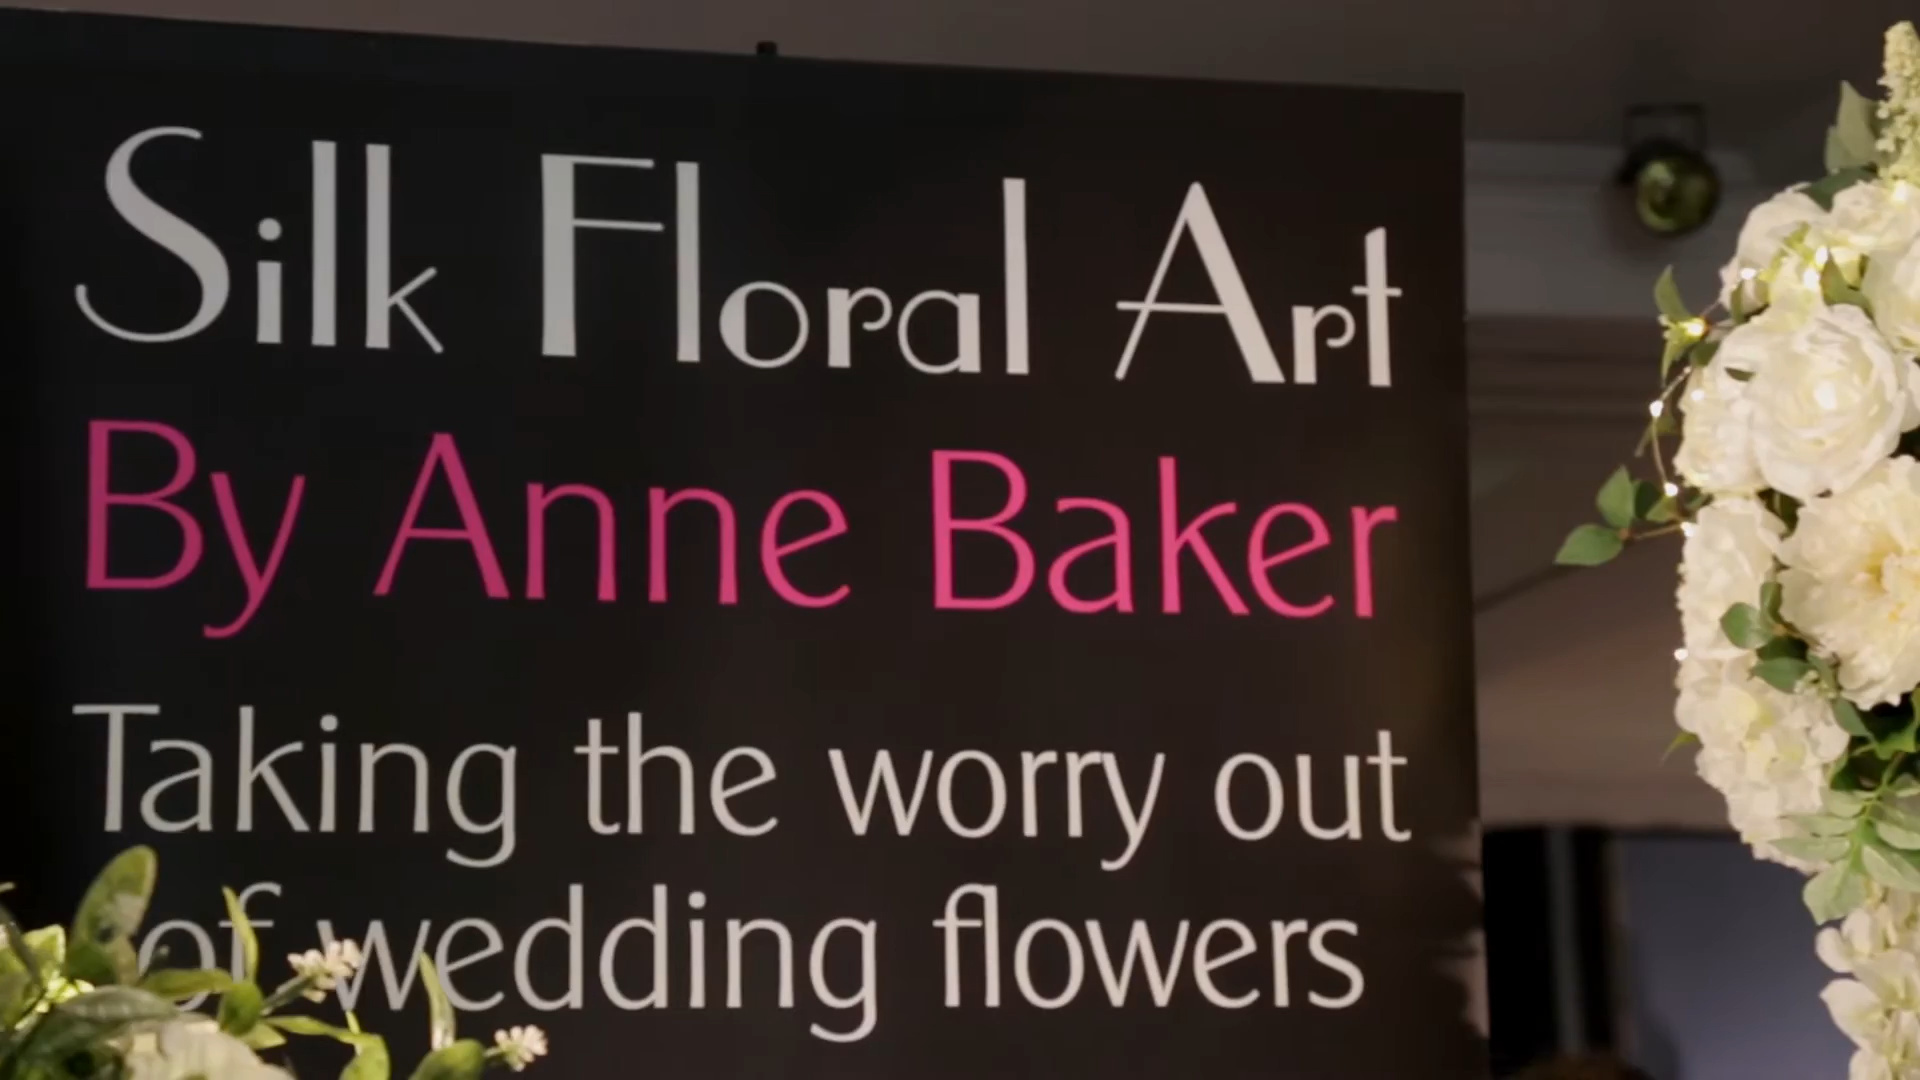 Silk Floral Art
By Anne Baker
Taking the worry out
of wedding flowers